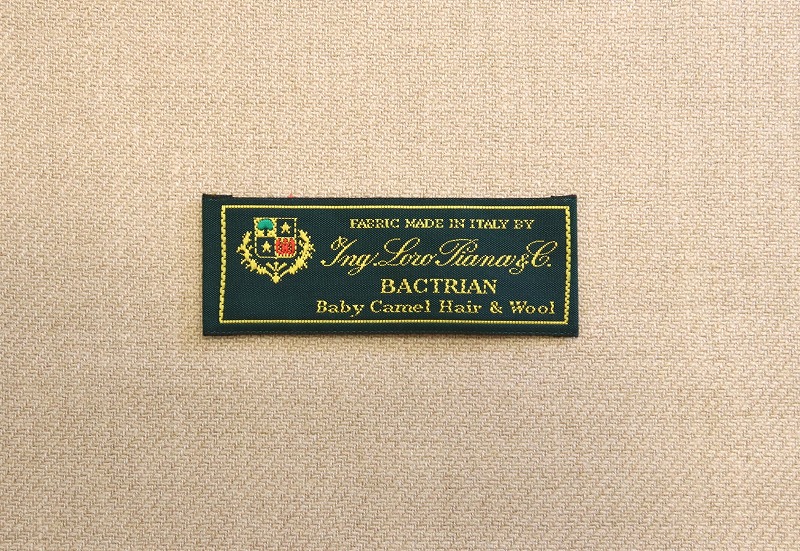 FABRIC MADE IN ITALY BY
Ing. Loro Piana & C.
BACTRIAN
Baby Camel Hair & Wool